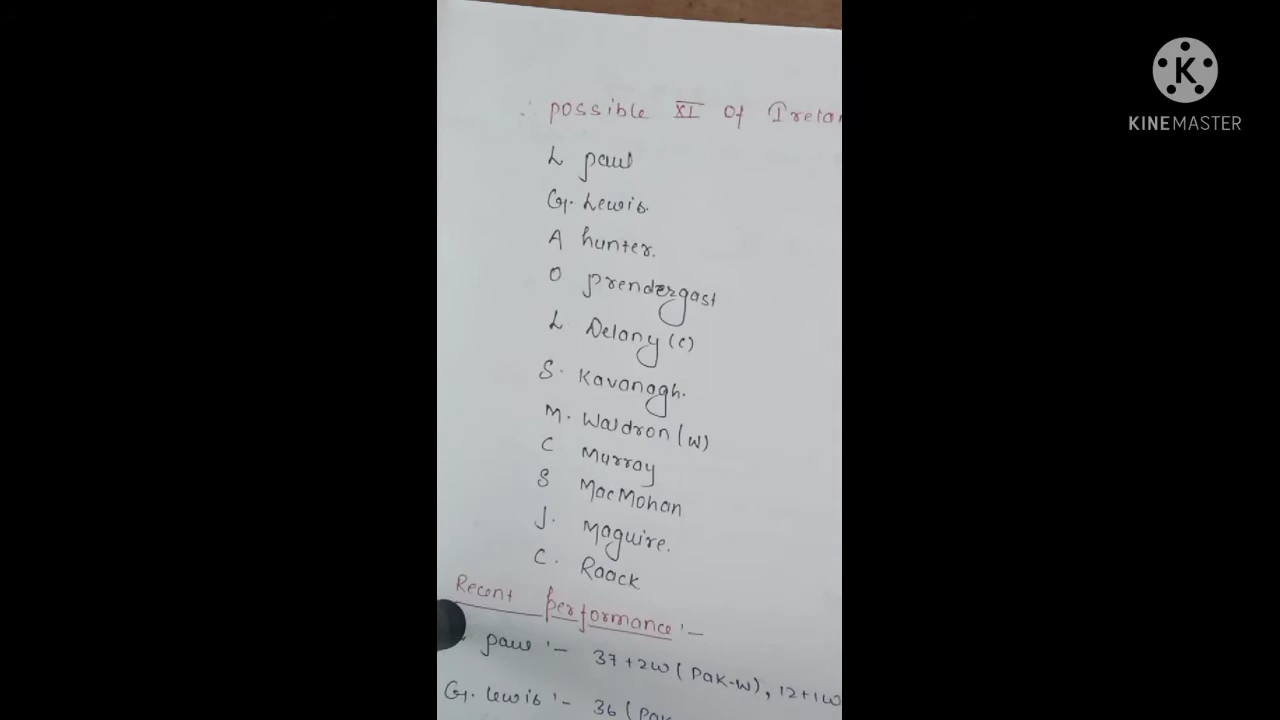 ∴ possible XI Of Irelan
L paul
G. Lewis.
A hunter.
O prendergast
L Delany (c)
S. Kavanagh.
M. Waldron (W)
C Murray
S MacMohan
J. Maguire.
C. Raack
Recent performance :-
paul :- 37+2w (PAK-W), 12+1w
G. Lewis :- 36 (Pak
KINEMASTER